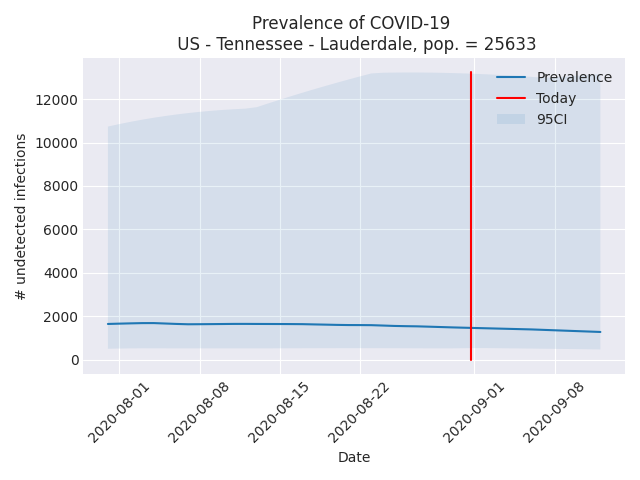 Prevalence of COVID-19
US - Tennessee - Lauderdale, pop. = 25633
Prevalence
Today
95CI
# undetected infections
12000
10000
8000
6000
4000
2000
0
2020-08-01
2020-08-08
2020-08-15
2020-08-22
2020-09-01
2020-09-08
Date